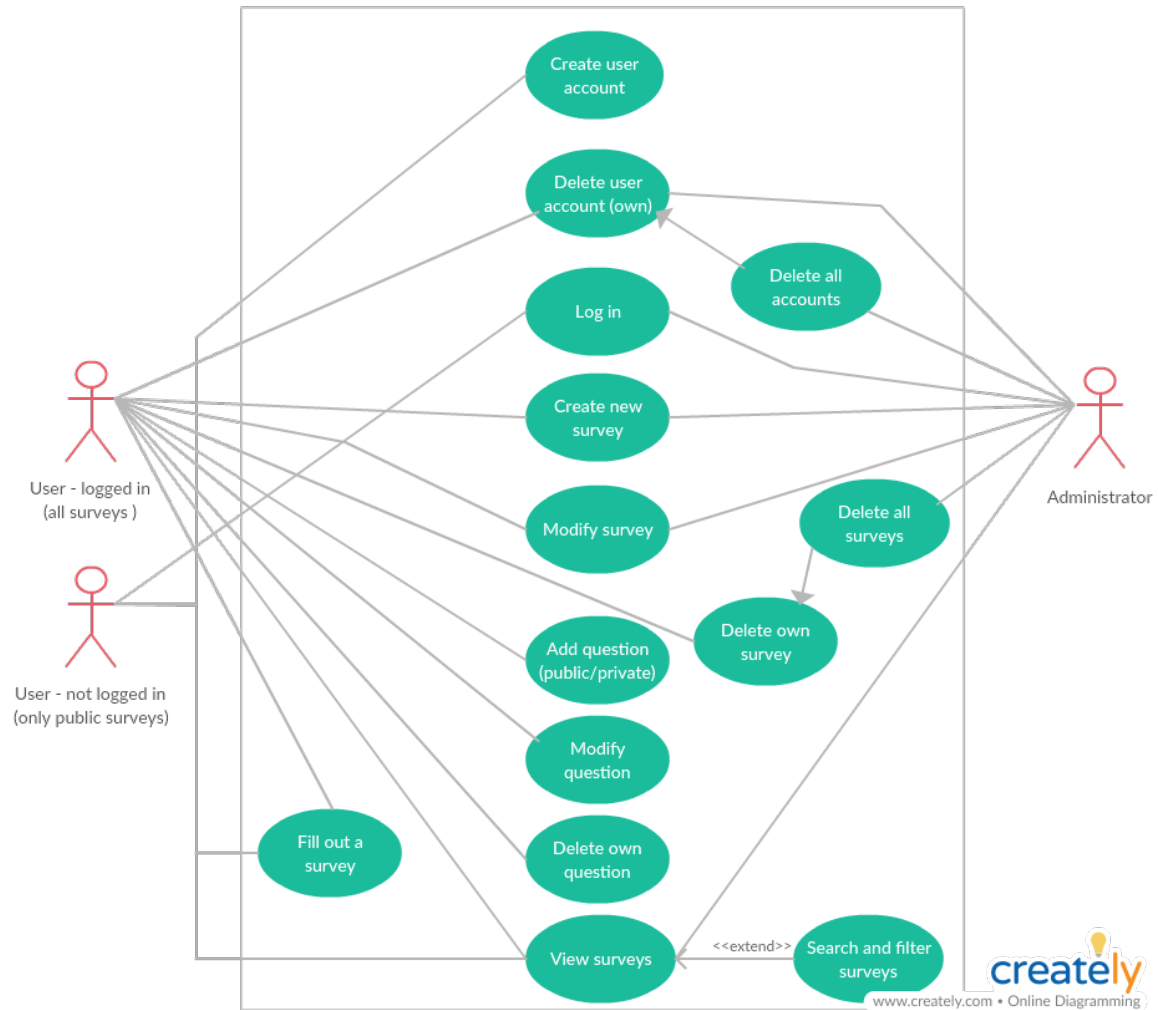 Create user
account
Delete user
account (own)
Delete all
accounts
Log in
Create new
survey
User - logged in
(all surveys )
Administrator
Modify survey
Delete all
surveys
Delete own
survey
Add question
(public/private)
User - not logged in
(only public surveys)
Modify
question
Fill out a
survey
Delete own
question
View surveys
<<extend>>
Search and filter
surveys
creately
www.creately.com • Online Diagramming